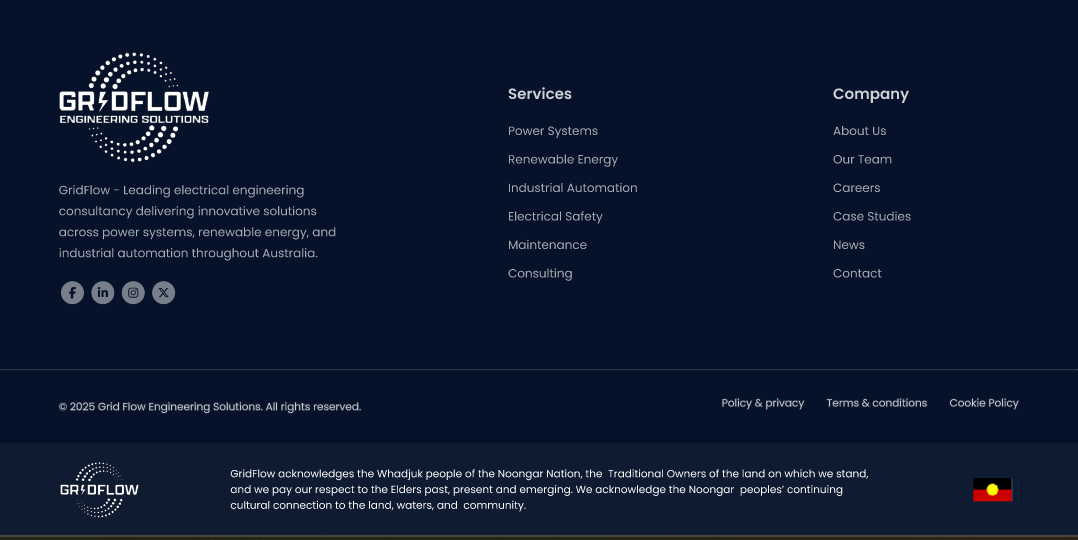 GRIDFLOW
ENGINEERING SOLUTIONS
GridFlow - Leading electrical engineering
consultancy delivering innovative solutions
across power systems, renewable energy, and
industrial automation throughout Australia.
Services
Power Systems
Renewable Energy
Industrial Automation
Electrical Safety
Maintenance
Consulting
Company
About Us
Our Team
Careers
Case Studies
News
Contact
© 2025 Grid Flow Engineering Solutions. All rights reserved.
Policy & privacy
Terms & conditions
Cookie Policy
GRIDFLOW
GridFlow acknowledges the Whadjuk people of the Noongar Nation, the  Traditional Owners of the land on which we stand,
and we pay our respect to the Elders past, present and emerging. We acknowledge the Noongar  peoples’ continuing
cultural connection to the land, waters, and  community.